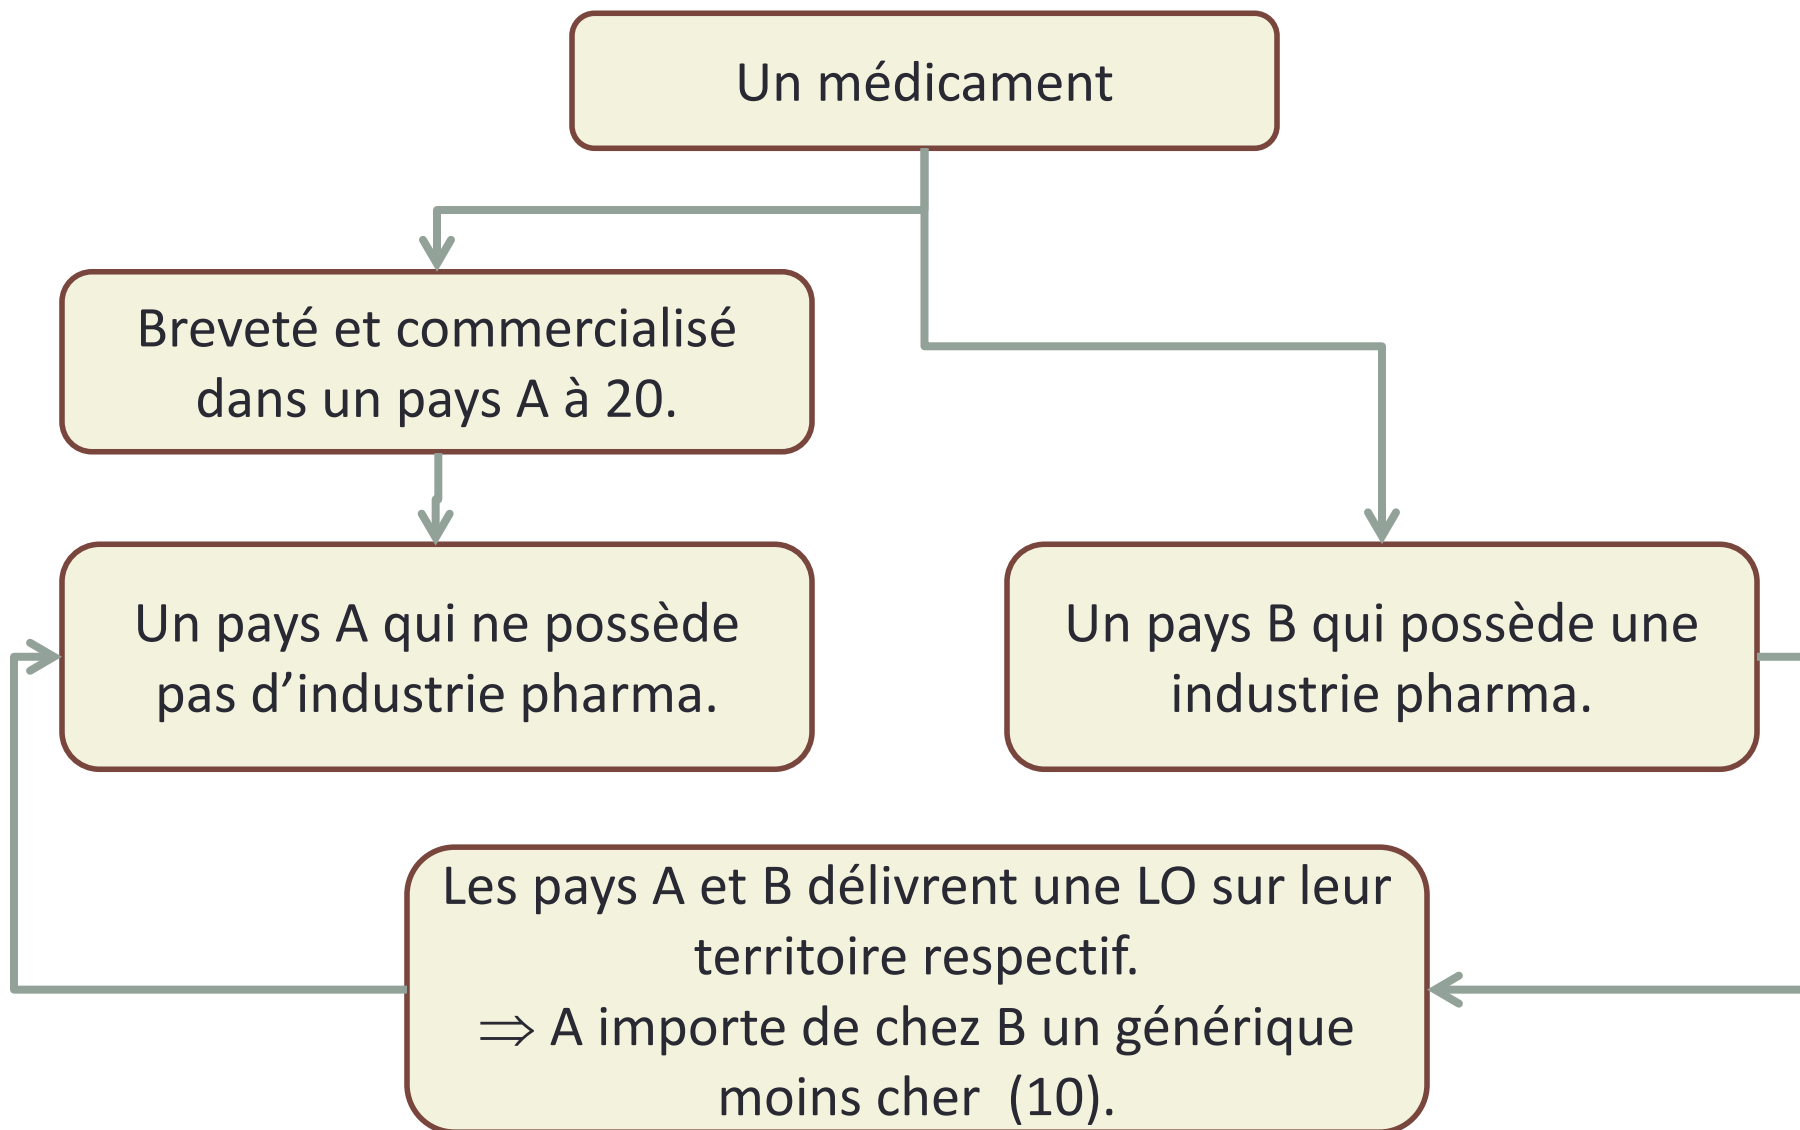 Un médicament
Breveté et commercialisé
dans un pays A à 20.
Un pays A qui ne possède
pas d’industrie pharma.
Un pays B qui possède une
industrie pharma.
Les pays A et B délivrent une LO sur leur
territoire respectif.
⇒ A importe de chez B un générique
moins cher  (10).